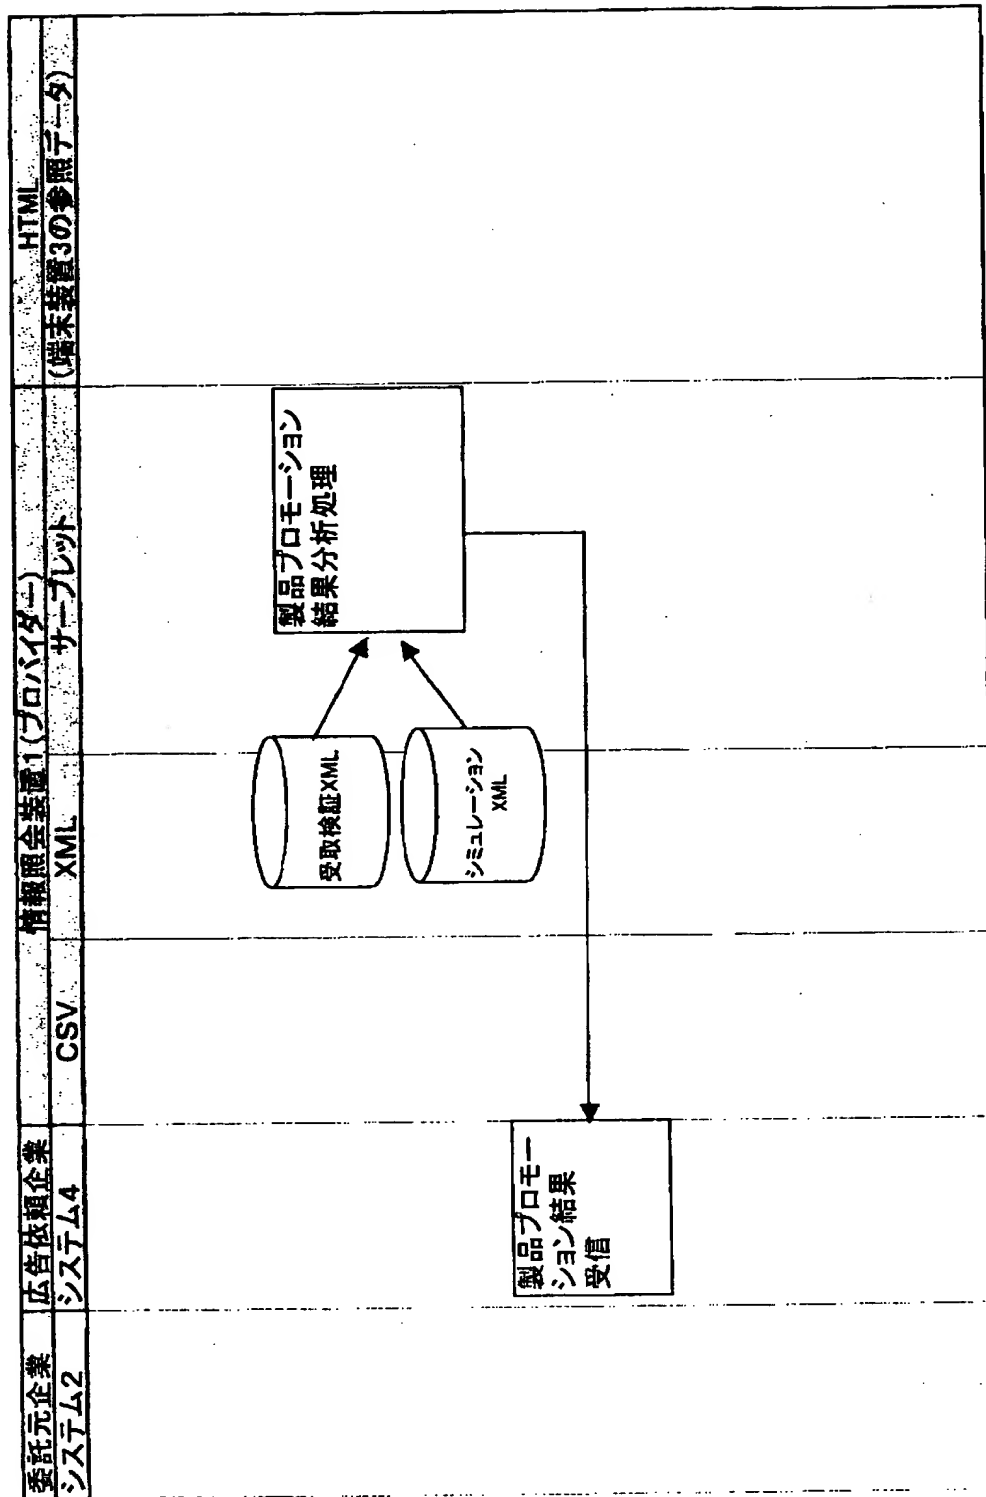 委託元企業
システム2
広告依頼企業
システム4
情報照会装置1(プロバイダー)
CSV
XML
サーブレット
HTML
(端末装置3の参照データ)
受取検証XML
シミュレーション
XML
製品プロモーション
結果分析処理
製品プロモー
ション結果
受信